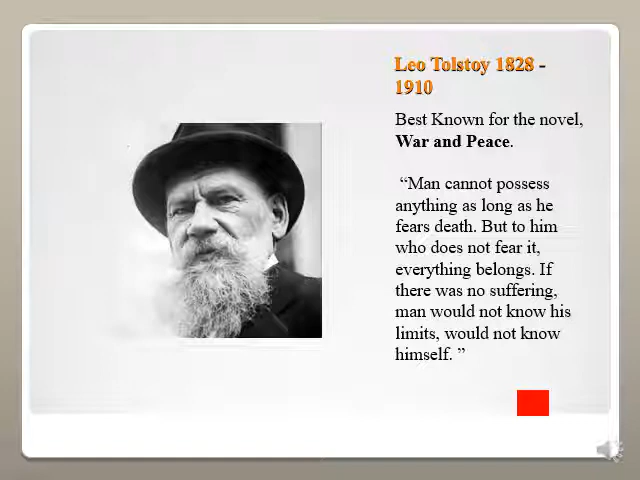 Leo Tolstoy 1828 -
1910
Best Known for the novel,
War and Peace.
“Man cannot possess
anything as long as he
fears death. But to him
who does not fear it,
everything belongs. If
there was no suffering,
man would not know his
limits, would not know
himself. ”